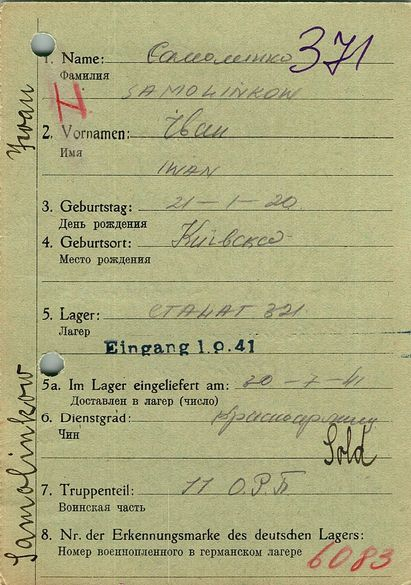 371
1. Name: Самолинко
Фамилия
SAMOLINKOW
2. Vornamen: Іван
Имя
IWAN
3. Geburtstag: 21-1-20
День рождения
4. Geburtsort: Київска
Место рождения
5. Lager: СТАЛАГ 321
Лагерь
Eingang 1.9.41
5a. Im Lager eingeliefert am: 20-7-41
Доставлен в лагерь (число)
6. Dienstgrad: Красноармеец
Чин
Sold
7. Truppenteil: 11 О.Р.Б
Воинская часть
8. Nr. der Erkennungsmarke des deutschen Lagers:
Номер военнопленного в германском лагере
6083
Samolinkow Iwan